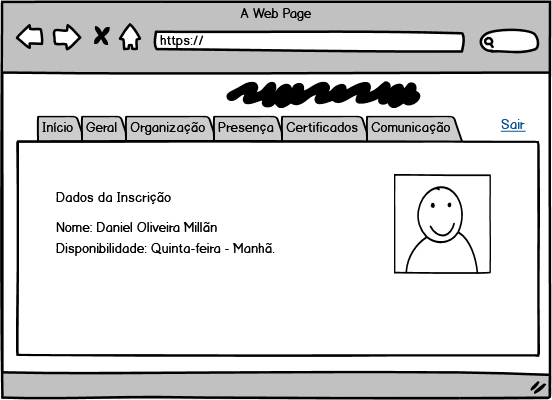 A Web Page
https://
Início Geral Organização Presença Certificados Comunicação Sair
Dados da Inscrição
Nome: Daniel Oliveira Millãn
Disponibilidade: Quinta-feira - Manhã.